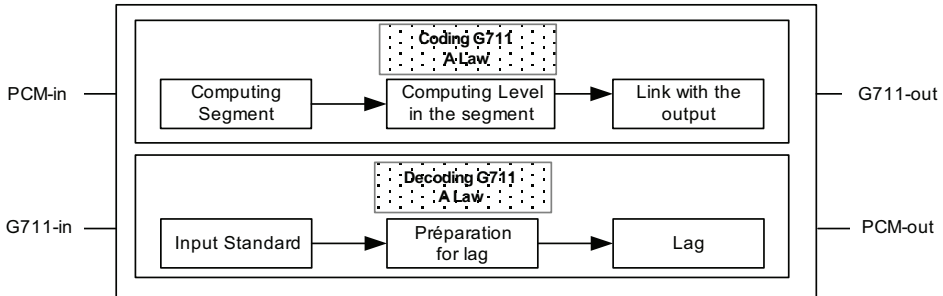 Coding G711
A Law
PCM-in
Computing
Segment
Computing Level
in the segment
Link with the
output
G711-out
Decoding G711
A Law
G711-in
Input Standard
Préparation
for lag
Lag
PCM-out